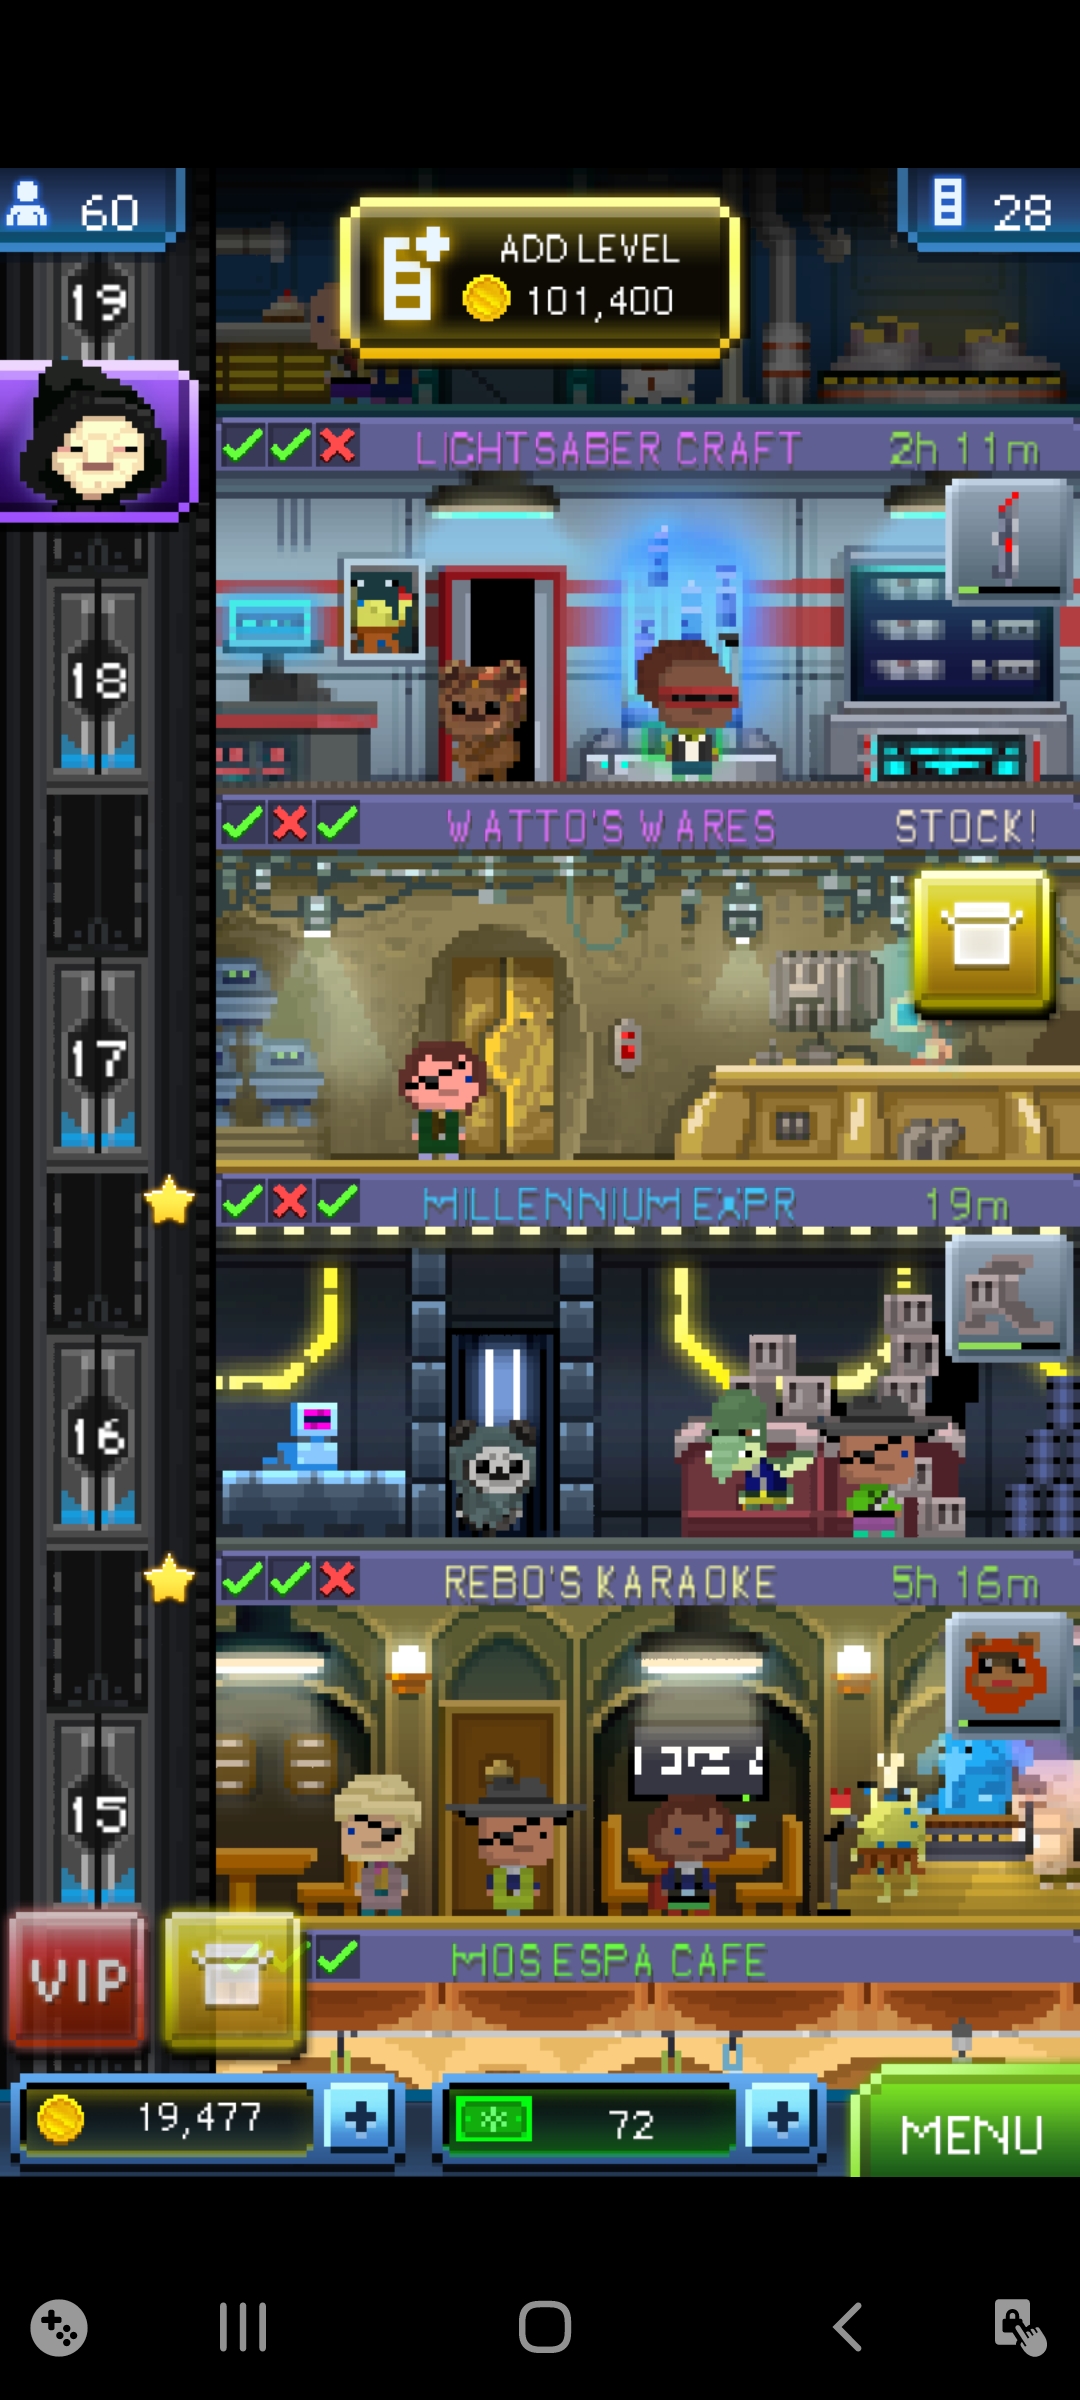 60
ADD LEVEL
101,400
28
19
LIGHTSABER CRAFT 2h 11m
18
WATTO'S WARES STOCK!
17
MILLENNIUM EXPR 19m
16
REBO'S KARAOKE 5h 16m
15
VIP
MOS ESPA CAFE
19,477
72
MENU